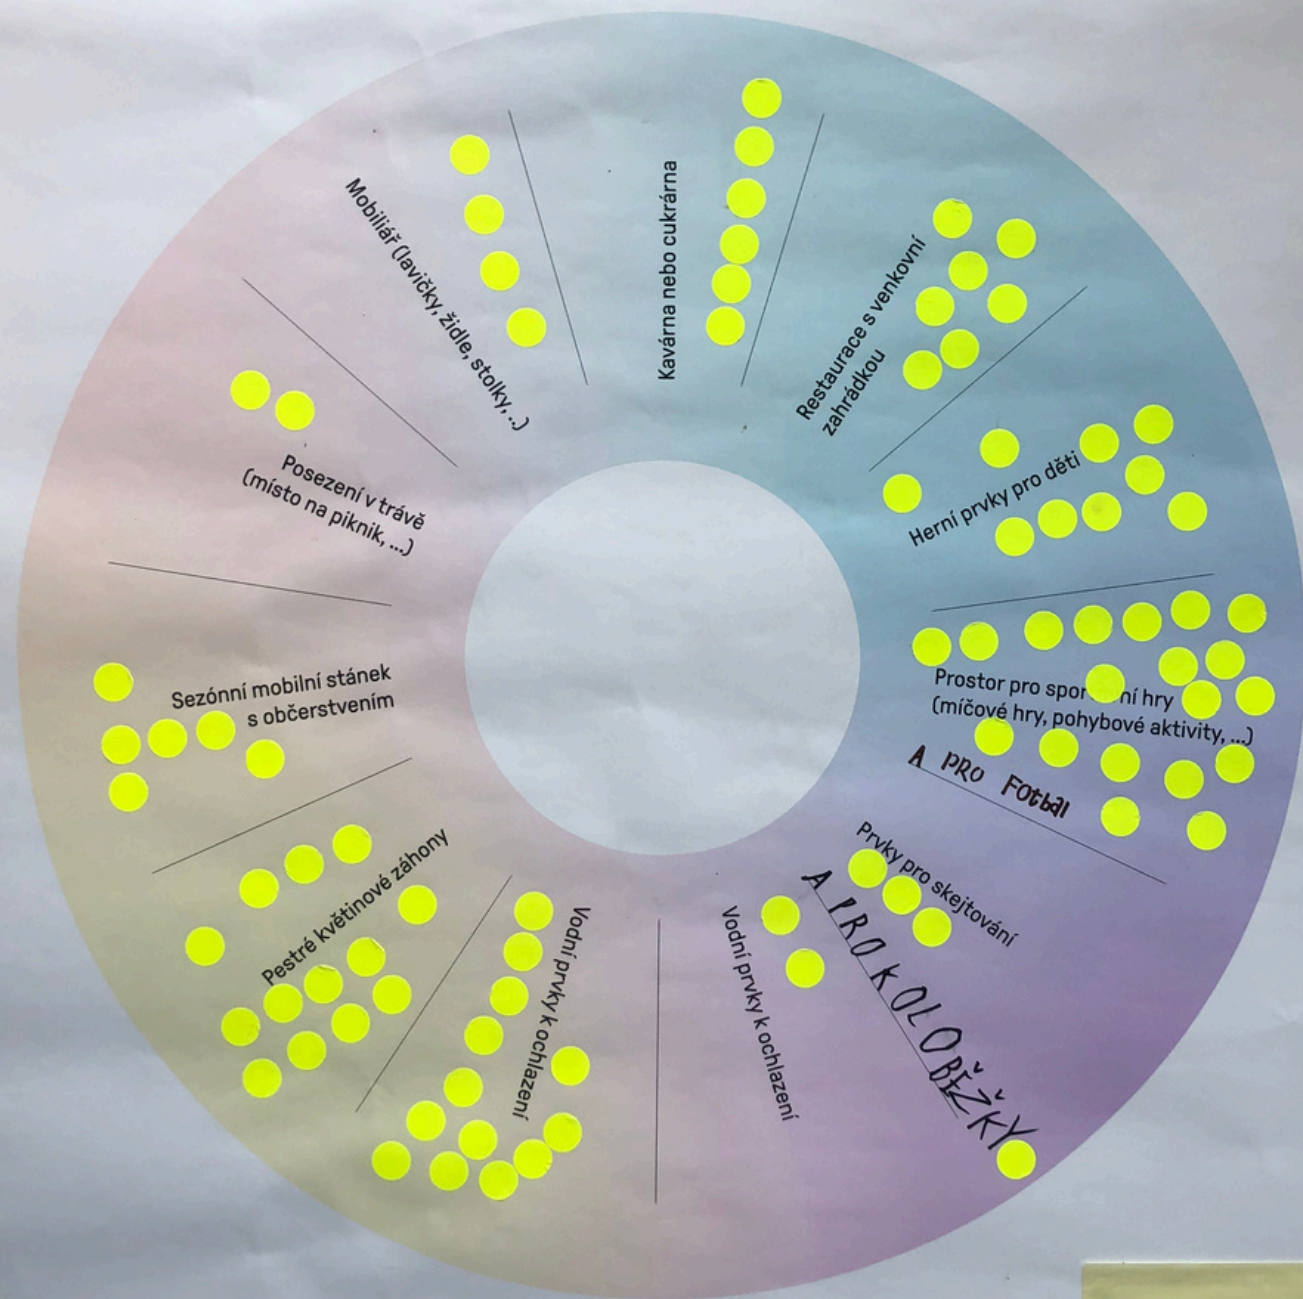 Kavárna nebo cukrárna
Restaurace s venkovní
zahrádkou
Herní prvky pro děti
Prostor pro spor ní hry
(míčové hry, pohybové aktivity, ...)
A PRO Fotbal
Prvky pro skejtování
A PRO KOLOBĚŽKY
Vodní prvky k ochlazení
Vodní prvky k ochlazení
Pestré květinové záhony
Sezónní mobilní stánek
s občerstvením
Posezení v trávě
(místo na piknik, ...)
Mobiliář (lavičky, židle, stolky, ..)